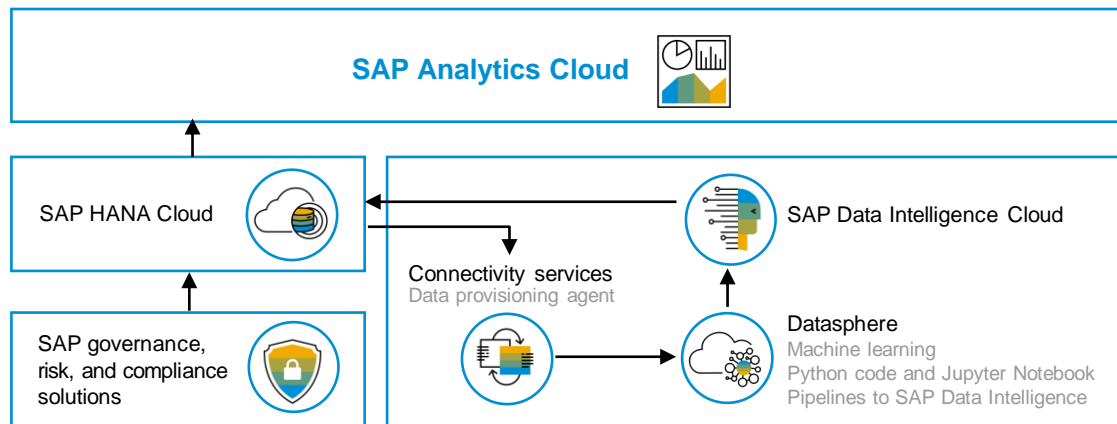 SAP Analytics Cloud
SAP HANA Cloud
SAP Data Intelligence Cloud
Connectivity services
Data provisioning agent
SAP governance,
risk, and compliance
solutions
Datasphere
Machine learning
Python code and Jupyter Notebook
Pipelines to SAP Data Intelligence